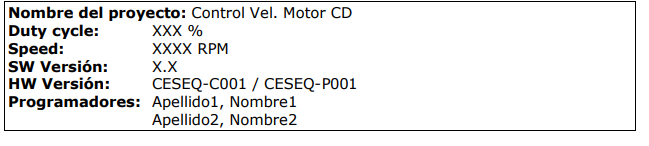 Nombre del proyecto: Control Vel. Motor CD
Duty cycle: XXX %
Speed: XXXX RPM
SW Versión: X.X
HW Versión: CESEQ-C001 / CESEQ-P001
Programadores: Apellido1, Nombre1
Apellido2, Nombre2